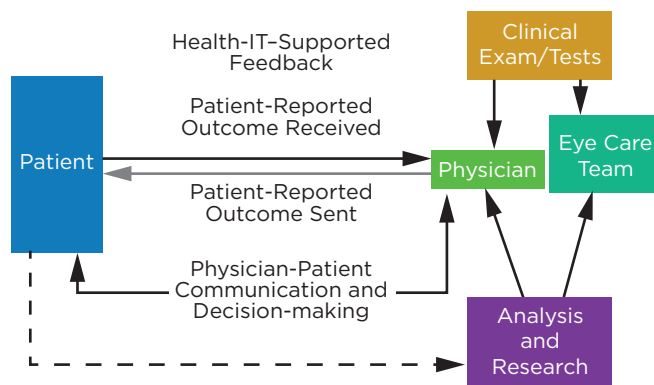 Health-IT–Supported
Feedback
Clinical
Exam/Tests
Patient-Reported
Outcome Received
Patient
Physician
Eye Care
Team
Patient-Reported
Outcome Sent
Physician-Patient
Communication and
Decision-making
Analysis
and
Research